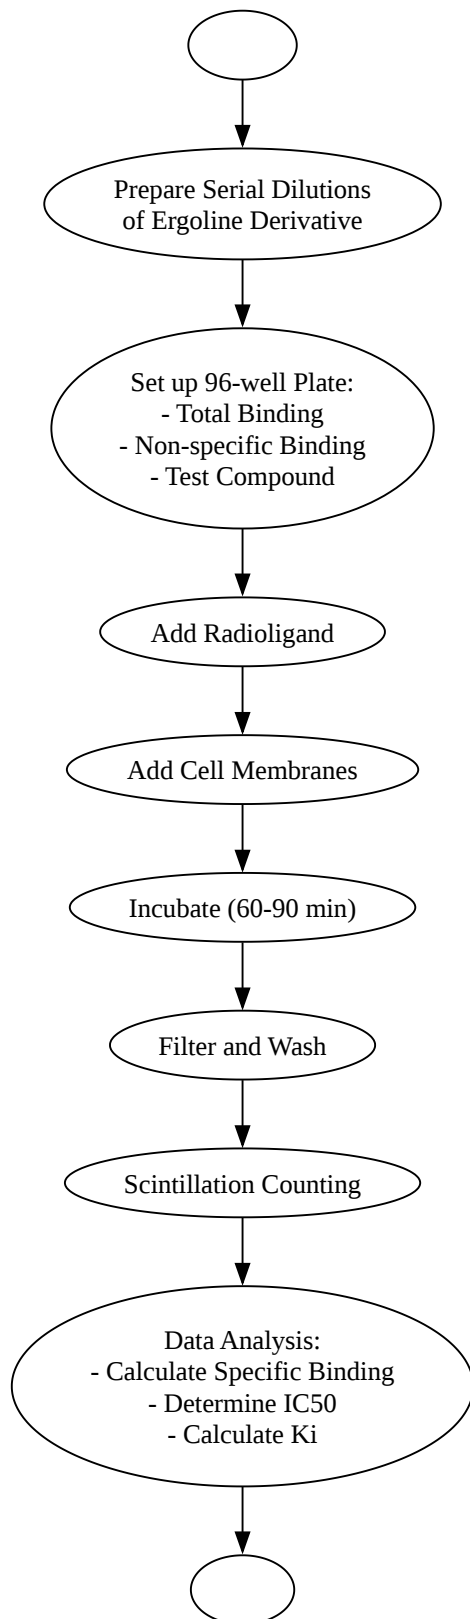 Prepare Serial Dilutions
of Ergoline Derivative
Set up 96-well Plate:
- Total Binding
- Non-specific Binding
- Test Compound
Add Radioligand
Add Cell Membranes
Incubate (60-90 min)
Filter and Wash
Scintillation Counting
Data Analysis:
- Calculate Specific Binding
- Determine IC50
- Calculate Ki